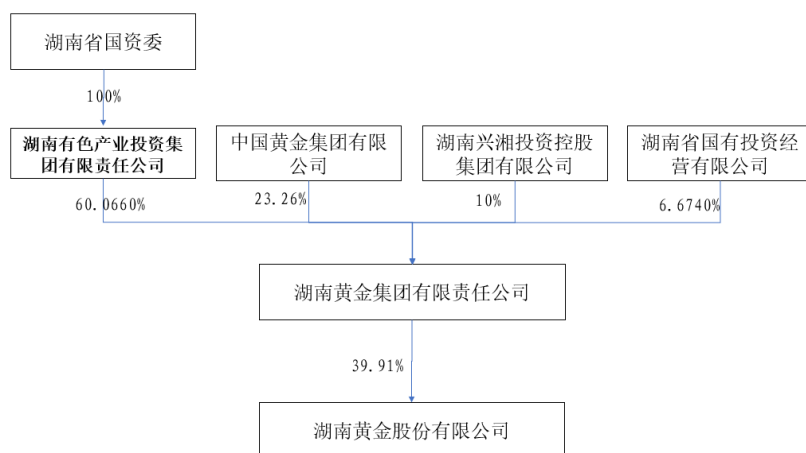 湖南省国资委
100%
湖南有色产业投资集
团有限责任公司
中国黄金集团有限
公司
湖南兴湘投资控股
集团有限公司
湖南省国有投资经
营有限公司
60.0660%
23.26%
10%
6.6740%
湖南黄金集团有限责任公司
39.91%
湖南黄金股份有限公司